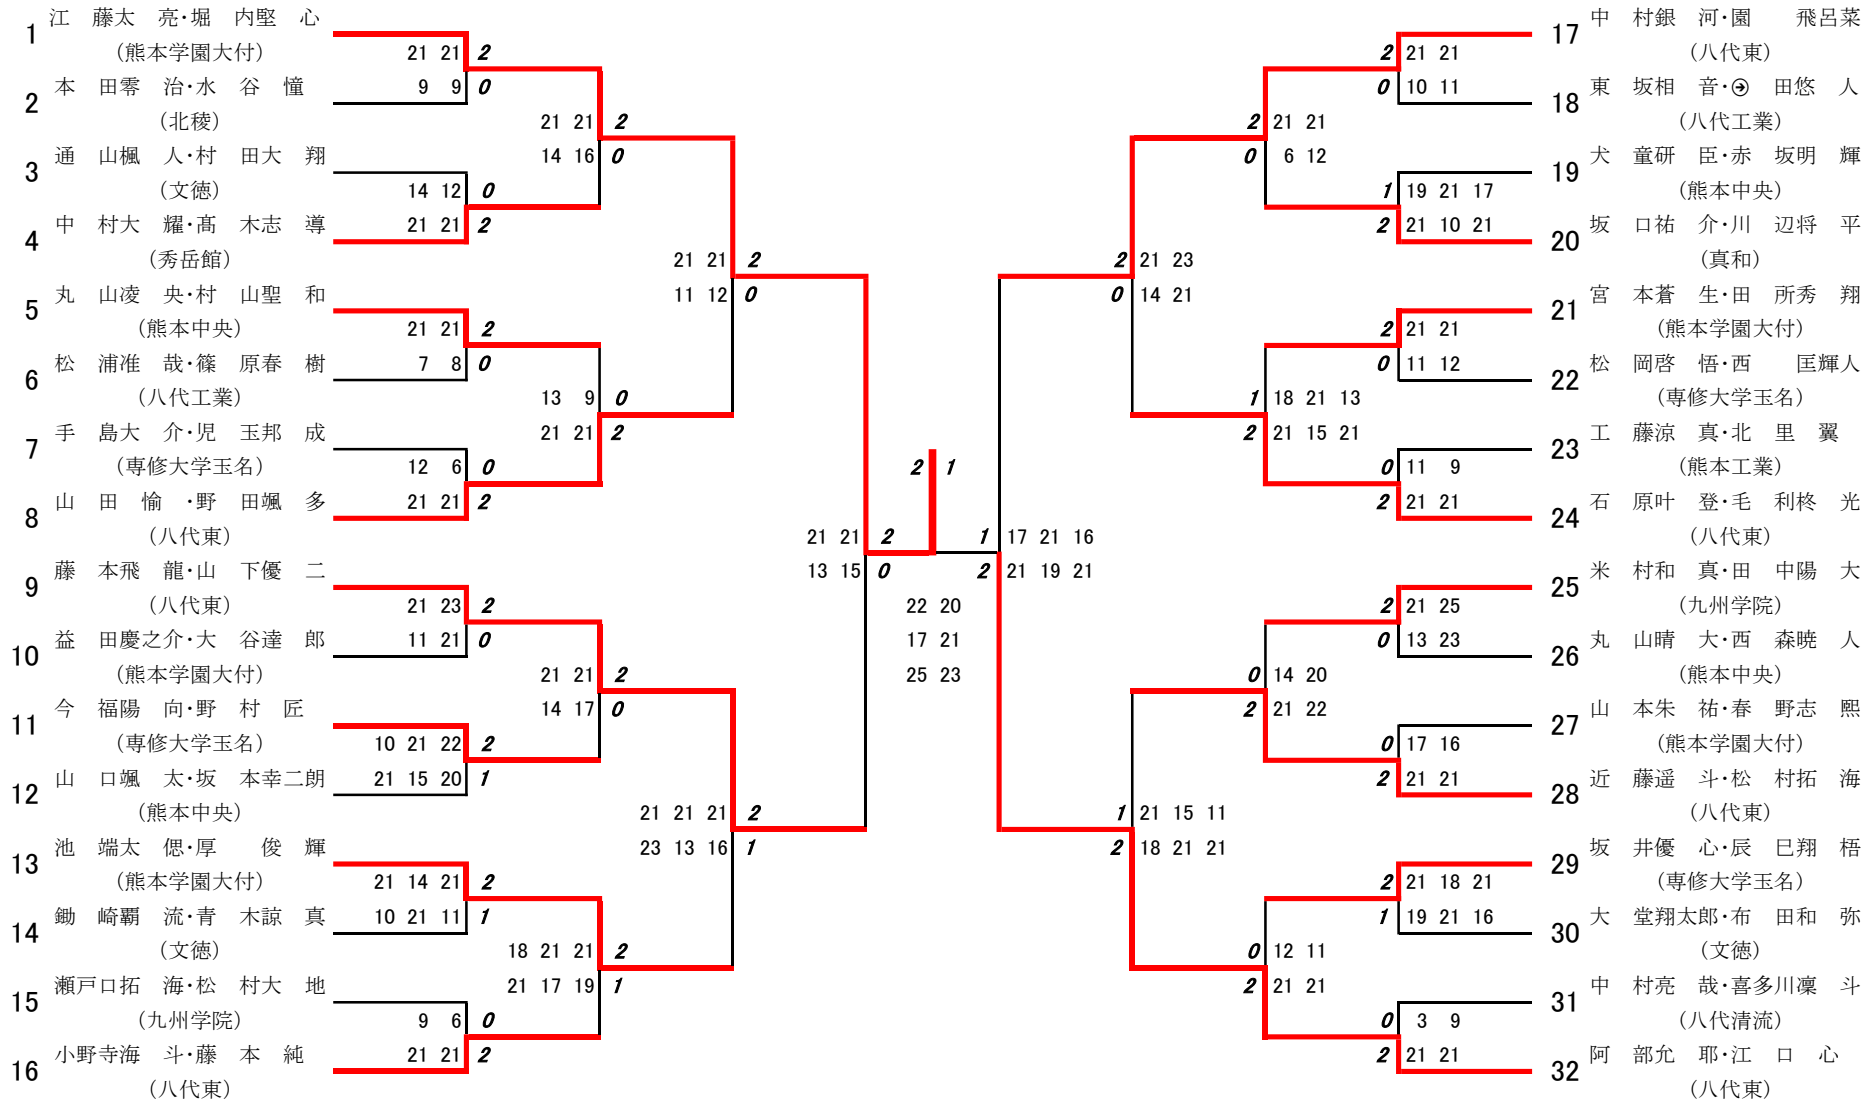 1 江　藤太　亮・堀　内堅　心
(熊本学園大付)
21 21 2
2 本　田零　治・水　谷　憧
9 9 0
(北稜)
21 21 2
14 16 0
3 通　山楓　人・村　田大　翔
(文徳)
14 12 0
4 中　村大　耀・髙　木志　導
21 21 2
(秀岳館)
21 21 2
11 12 0
5 丸　山凌　央・村　山聖　和
(熊本中央)
21 21 2
6 松　浦准　哉・篠　原春　樹
7 8 0
(八代工業)
13 9 0
21 21 2
7 手　島大　介・児　玉邦　成
(専修大学玉名)
12 6 0
8 山　田　愉　・野　田颯　多
21 21 2
(八代東)
21 21 2
13 15 0
9 藤　本飛　龍・山　下優　二
(八代東)
21 23 2
10 益　田慶之介・大　谷達　郎
11 21 0
(熊本学園大付)
21 21 2
14 17 0
11 今　福陽　向・野　村　匠
(専修大学玉名)
10 21 22 2
12 山　口颯　太・坂　本幸二朗
21 15 20 1
(熊本中央)
21 21 21 2
23 13 16 1
13 池　端太　偲・厚　　俊　輝
(熊本学園大付)
21 14 21 2
14 鋤　崎覇　流・青　木諒　真
10 21 11 1
(文徳)
18 21 21 2
21 17 19 1
15 瀬戸口拓　海・松　村大　地
(九州学院)
9 6 0
16 小野寺海　斗・藤　本　純
21 21 2
(八代東)
2 1
22 20
17 21
25 23
17 中　村銀　河・園　　飛呂菜
(八代東)
2 21 21
18 東　坂相　音・　田悠　人
0 10 11
(八代工業)
2 21 21
0 6 12
19 犬　童研　臣・赤　坂明　輝
(熊本中央)
1 19 21 17
20 坂　口祐　介・川　辺将　平
2 21 10 21
(真和)
2 21 23
0 14 21
21 宮　本蒼　生・田　所秀　翔
(熊本学園大付)
2 21 21
22 松　岡啓　悟・西　　匡輝人
0 11 12
(専修大学玉名)
1 18 21 13
2 21 15 21
23 工　藤涼　真・北　里　翼
(熊本工業)
0 11 9
24 石　原叶　登・毛　利柊　光
2 21 21
(八代東)
1 17 21 16
2 21 19 21
25 米　村和　真・田　中陽　大
(九州学院)
2 21 25
26 丸　山晴　大・西　森暁　人
0 13 23
(熊本中央)
0 14 20
2 21 22
27 山　本朱　祐・春　野志　熙
(熊本学園大付)
0 17 16
28 近　藤遥　斗・松　村拓　海
2 21 21
(八代東)
1 21 15 11
2 18 21 21
29 坂　井優　心・辰　巳翔　梧
(専修大学玉名)
2 21 18 21
30 大　堂翔太郎・布　田和　弥
1 19 21 16
(文徳)
0 12 11
2 21 21
31 中　村亮　哉・喜多川凜　斗
(八代清流)
0 3 9
32 阿　部允　耶・江　口　心
2 21 21
(八代東)